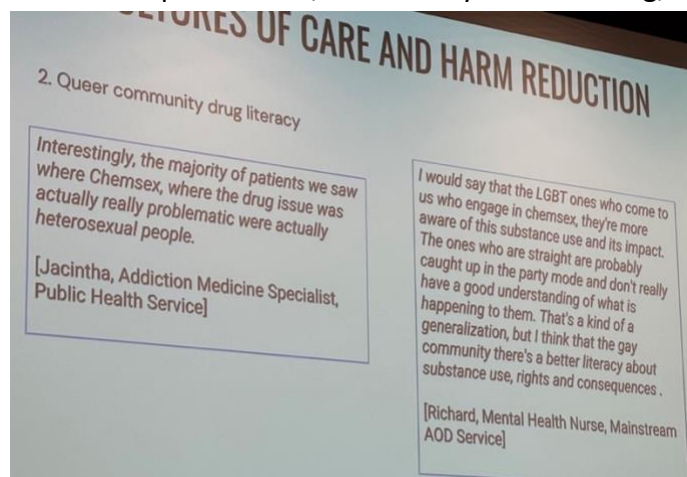 OF CARE AND HARM REDUCTION
2. Queer community drug literacy
Interestingly, the majority of patients we saw
where Chemsex, where the drug issue was
actually really problematic were actually
heterosexual people.
[Jacintha, Addiction Medicine Specialist,
Public Health Service]
I would say that the LGBT ones who come to
us who engage in chemsex, they're more
aware of this substance use and its impact.
The ones who are straight are probably
caught up in the party mode and don't really
have a good understanding of what is
happening to them. That's a kind of a
generalization, but I think that the gay
community there's a better literacy about
substance use, rights and consequences .
[Richard, Mental Health Nurse, Mainstream
AOD Service]